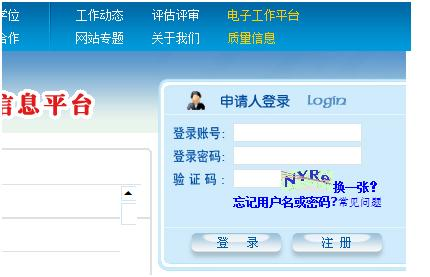 学位 工作动态 评估评审 电子工作平台
合作 网站专题 关于我们 质量信息
信息平台
申请人登录 Login
登录账号:
登录密码:
验 证 码 : NYRe 换一张?
忘记用户名或密码?常见问题
登 录 注 册